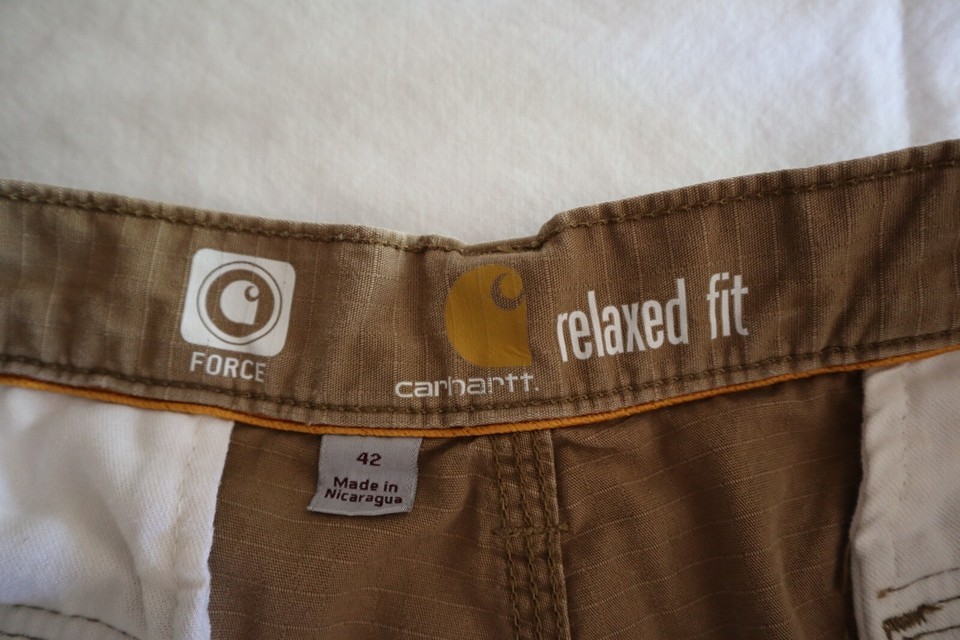 FORCE
carhartt.
relaxed fit
42
Made in
Nicaragua